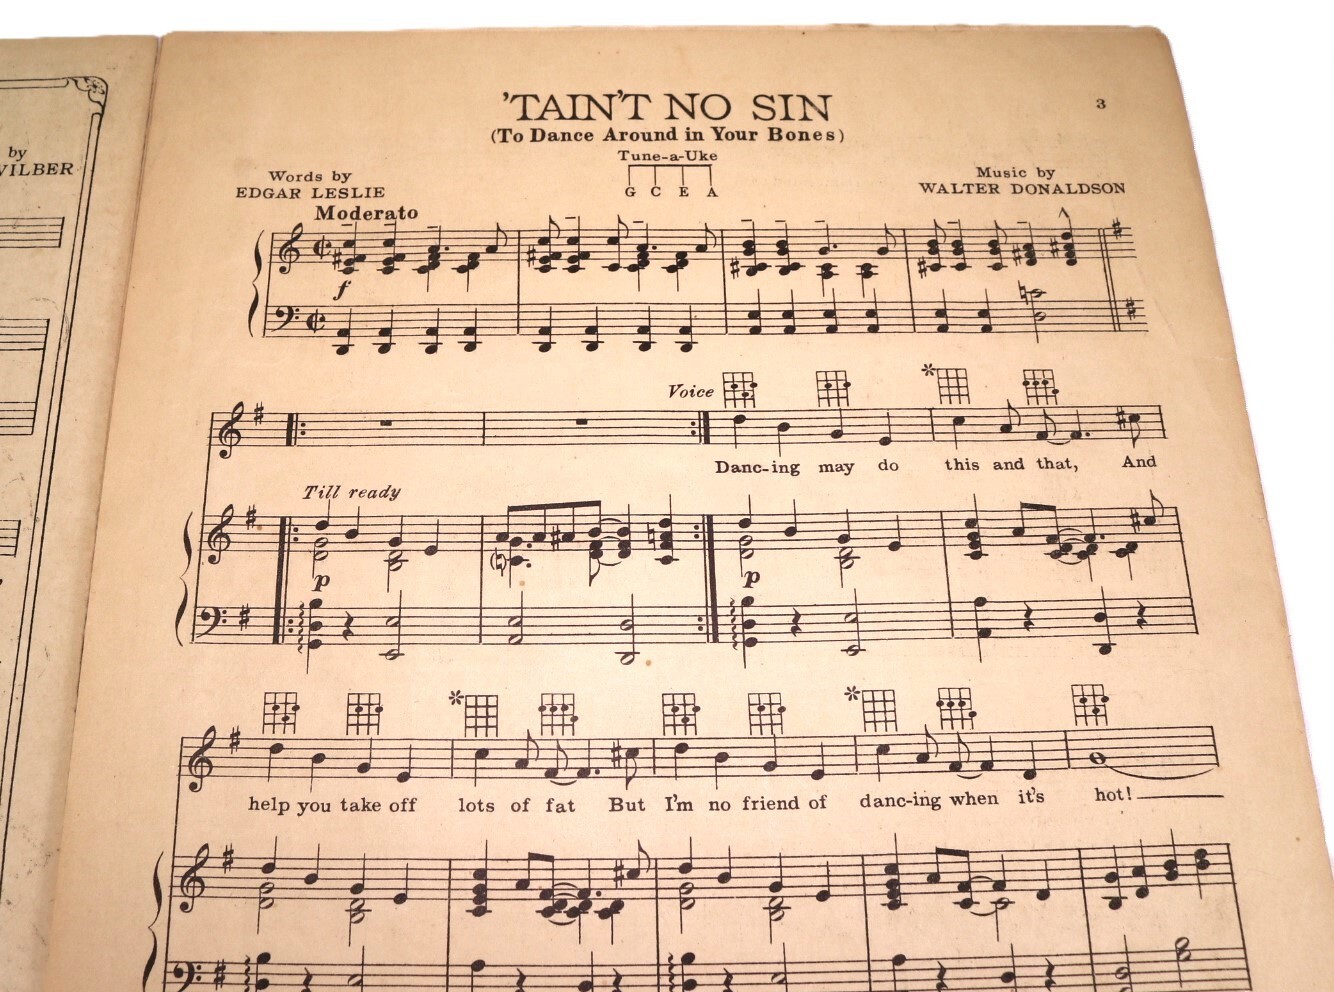 by
WILBER
3
'TAIN'T NO SIN
(To Dance Around in Your Bones)
Tune-a-Uke
G C E A
Words by
EDGAR LESLIE
Music by
WALTER DONALDSON
Moderato
f
Voice
Danc-ing may do this and that, And
Till ready
p
p
help you take off lots of fat But I'm no friend of danc-ing when it's hot!